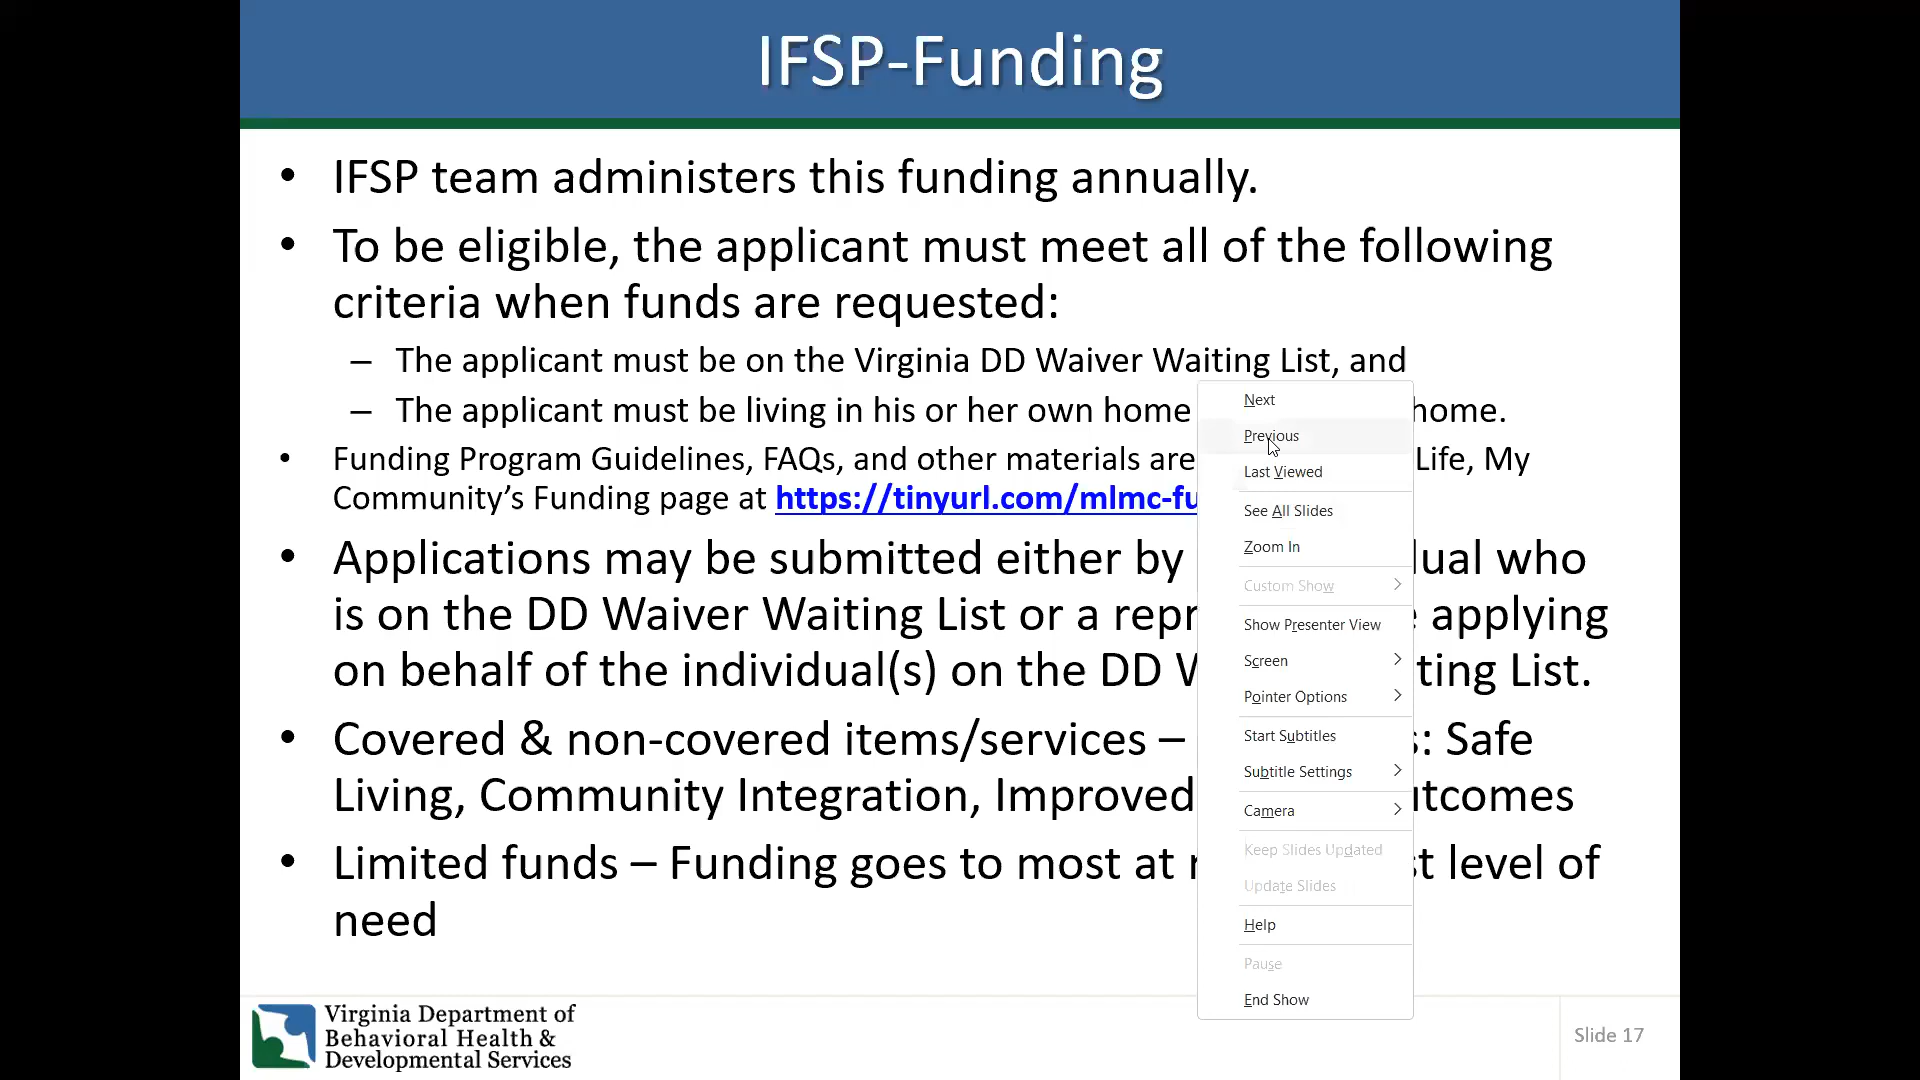 IFSP-Funding
• IFSP team administers this funding annually.
• To be eligible, the applicant must meet all of the following
criteria when funds are requested:
– The applicant must be on the Virginia DD Waiver Waiting List, and
– The applicant must be living in his or her own home home.
• Funding Program Guidelines, FAQs, and other materials are Life, My
Community’s Funding page at https://tinyurl.com/mlmc-fu
• Applications may be submitted either by dual who
is on the DD Waiver Waiting List or a repr applying
on behalf of the individual(s) on the DD ting List.
• Covered & non-covered items/services – : Safe
Living, Community Integration, Improved utcomes
• Limited funds – Funding goes to most at level of
need
Next
Previous
Last Viewed
See All Slides
Zoom In
Custom Show
Show Presenter View
Screen
Pointer Options
Start Subtitles
Subtitle Settings
Camera
Keep Slides Updated
Update Slides
Help
Pause
End Show
Virginia Department of
Behavioral Health &
Developmental Services
Slide 17